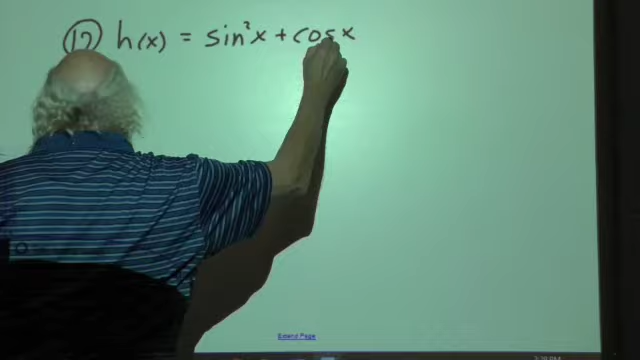 ⑰ h(x) = sin²x + cos x
Extend Page